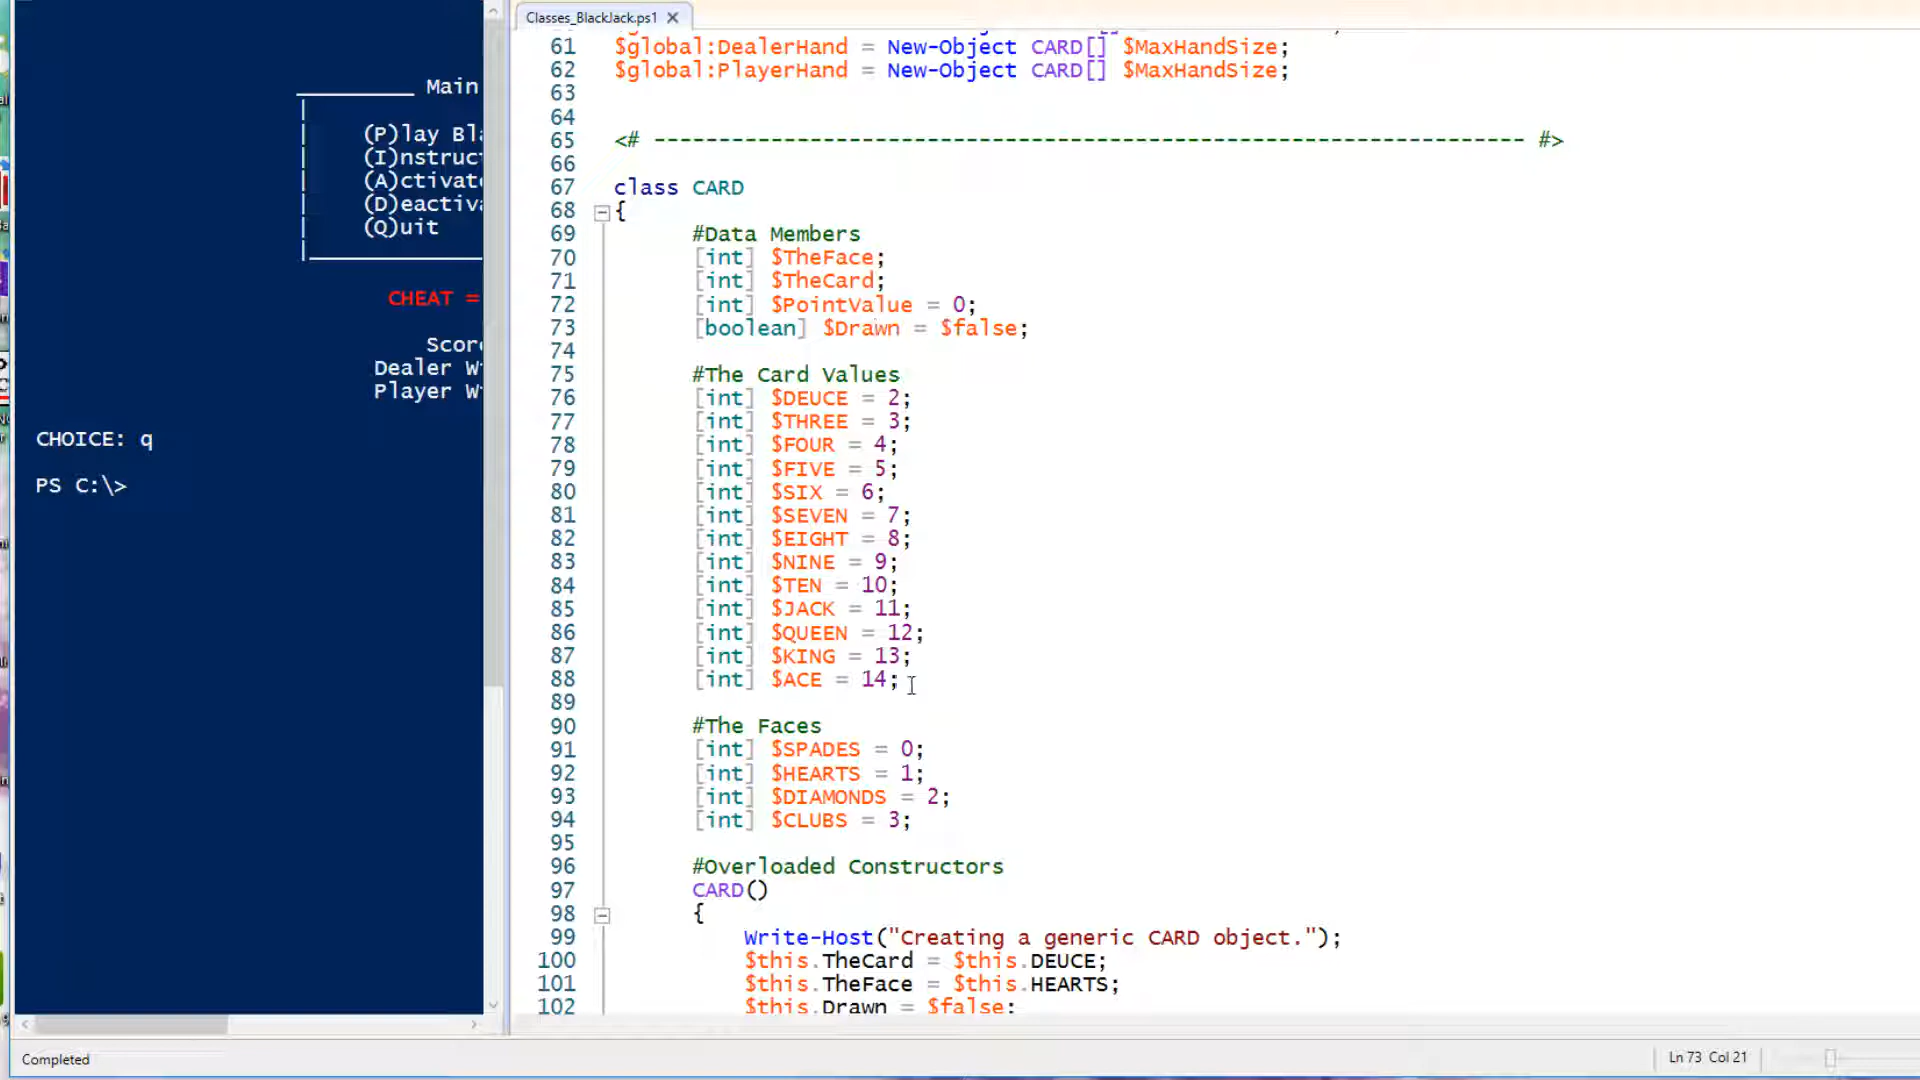 Classes_BlackJack.ps1
Main
(P)lay Bl
(I)nstruc
(A)ctivat
(D)eactiv
(Q)uit
CHEAT =
Scor
Dealer W
Player W
CHOICE: q
PS C:\>
61 $global:DealerHand = New-Object CARD[] $MaxHandSize;
62 $global:PlayerHand = New-Object CARD[] $MaxHandSize;
63
64
65 <# ------------------------------------------------------------------- #>
66
67 class CARD
68 {
69 #Data Members
70 [int] $TheFace;
71 [int] $TheCard;
72 [int] $PointValue = 0;
73 [boolean] $Drawn = $false;
74
75 #The Card Values
76 [int] $DEUCE = 2;
77 [int] $THREE = 3;
78 [int] $FOUR = 4;
79 [int] $FIVE = 5;
80 [int] $SIX = 6;
81 [int] $SEVEN = 7;
82 [int] $EIGHT = 8;
83 [int] $NINE = 9;
84 [int] $TEN = 10;
85 [int] $JACK = 11;
86 [int] $QUEEN = 12;
87 [int] $KING = 13;
88 [int] $ACE = 14;
89
90 #The Faces
91 [int] $SPADES = 0;
92 [int] $HEARTS = 1;
93 [int] $DIAMONDS = 2;
94 [int] $CLUBS = 3;
95
96 #Overloaded Constructors
97 CARD()
98 {
99 Write-Host("Creating a generic CARD object.");
100 $this.TheCard = $this.DEUCE;
101 $this.TheFace = $this.HEARTS;
102 $this.Drawn = $false;
Completed
Ln 73 Col 21